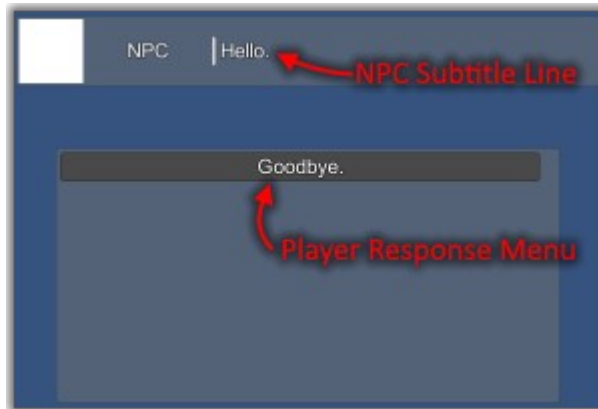 NPC Hello.
NPC Subtitle Line
Goodbye.
Player Response Menu